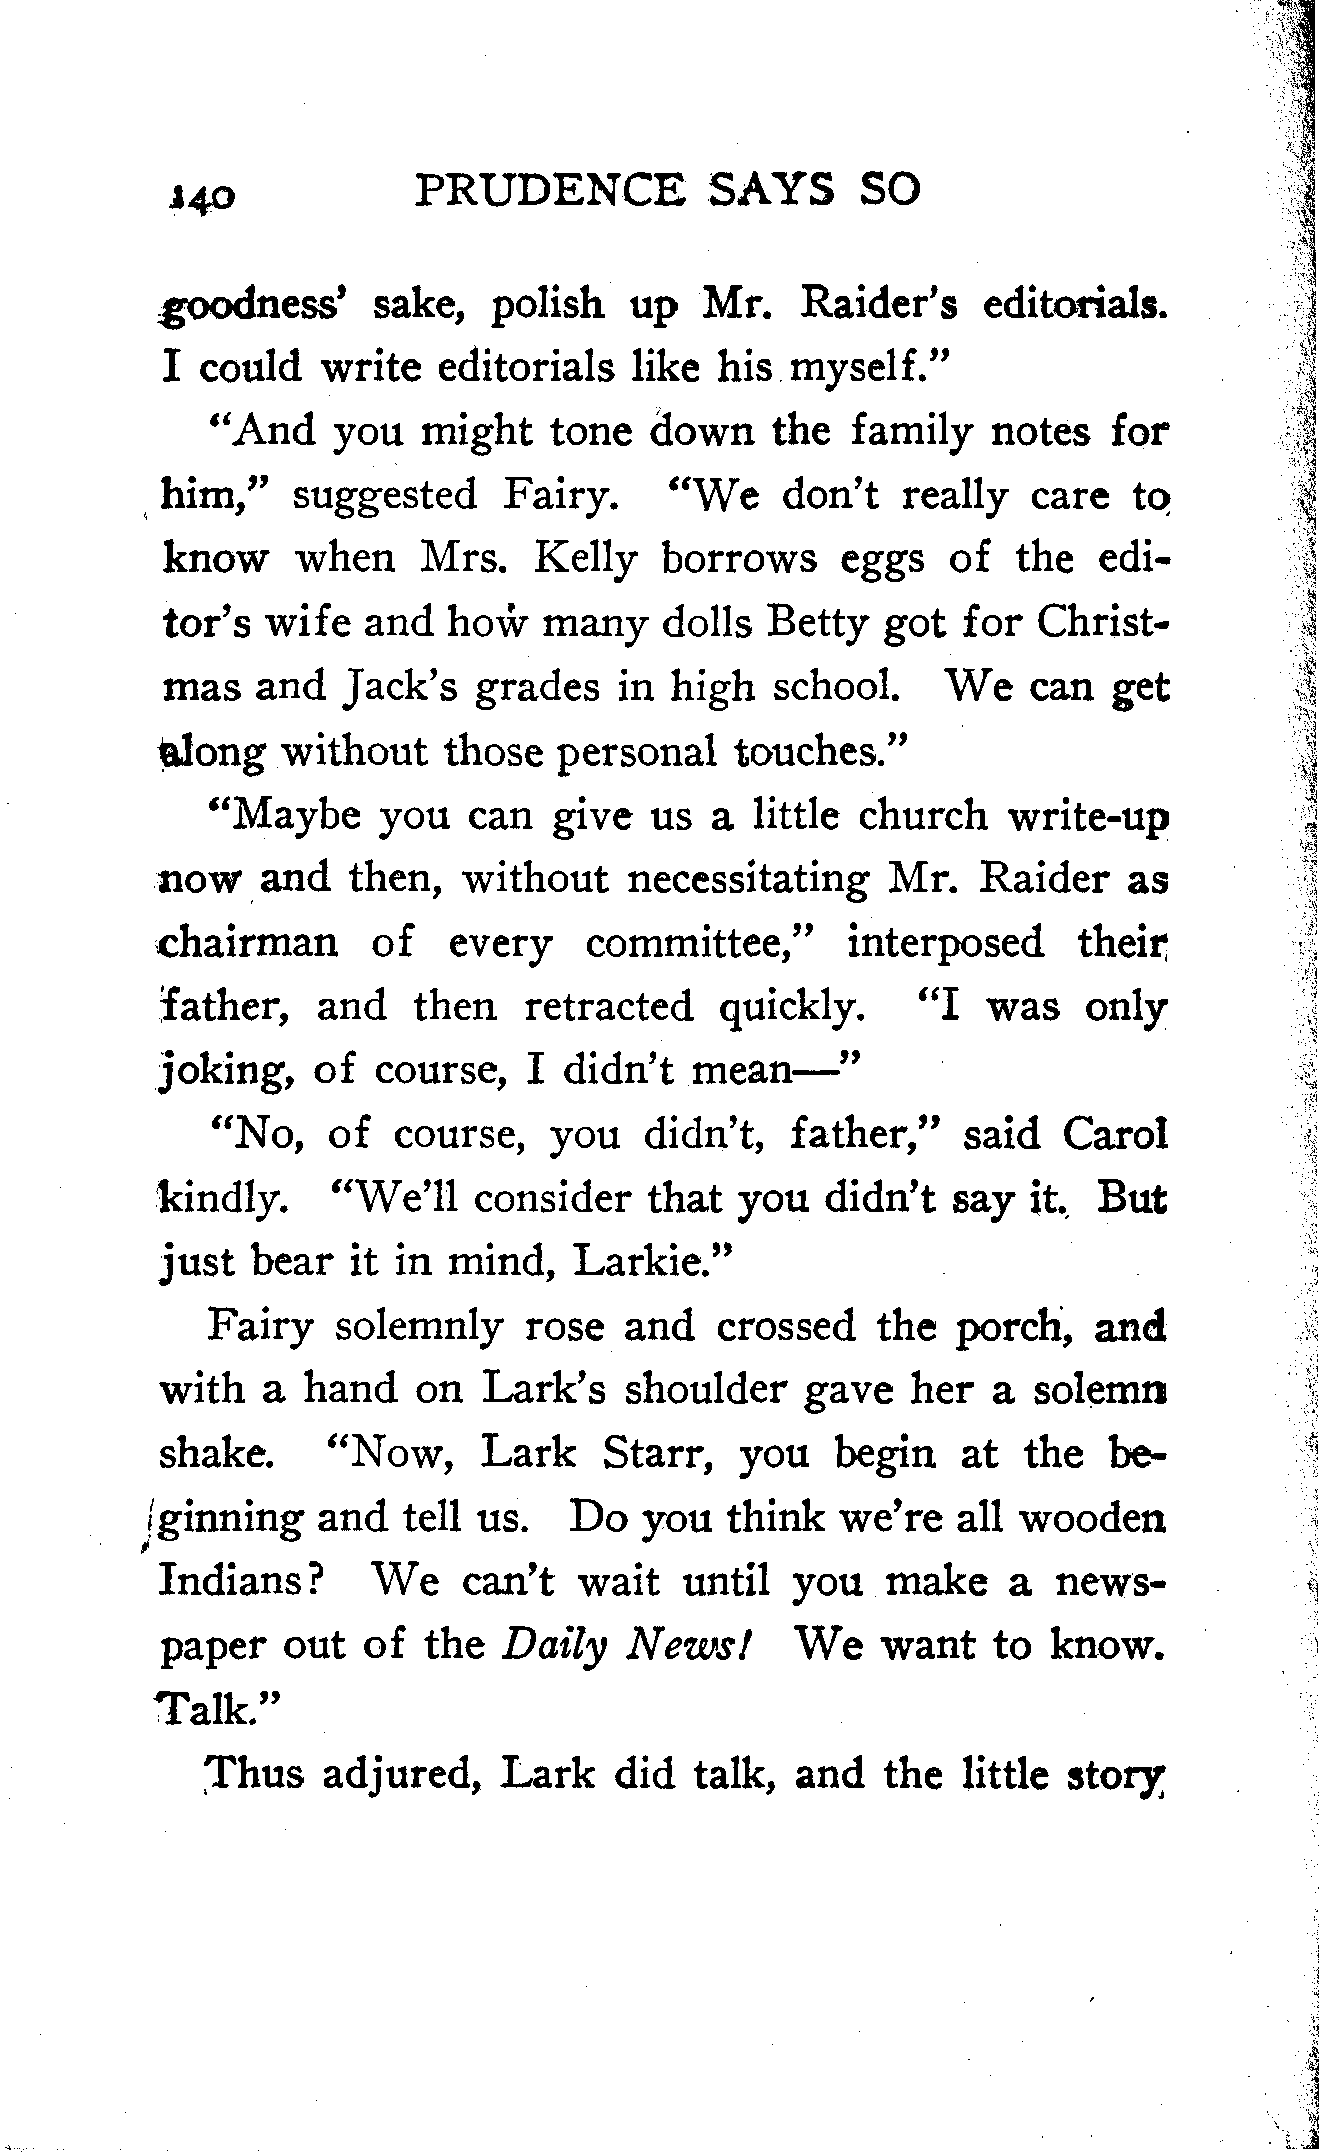 140 PRUDENCE SAYS SO
goodness' sake, polish up Mr. Raider's editorials.
I could write editorials like his myself."
"And you might tone down the family notes for
him," suggested Fairy. "We don't really care to
know when Mrs. Kelly borrows eggs of the edi-
tor's wife and how many dolls Betty got for Christ-
mas and Jack's grades in high school. We can get
along without those personal touches."
"Maybe you can give us a little church write-up
now and then, without necessitating Mr. Raider as
chairman of every committee," interposed their
father, and then retracted quickly. "I was only
joking, of course, I didn't mean—"
"No, of course, you didn't, father," said Carol
kindly. "We'll consider that you didn't say it. But
just bear it in mind, Larkie."
Fairy solemnly rose and crossed the porch, and
with a hand on Lark's shoulder gave her a solemn
shake. "Now, Lark Starr, you begin at the be-
ginning and tell us. Do you think we're all wooden
Indians? We can't wait until you make a news-
paper out of the Daily News! We want to know.
Talk."
Thus adjured, Lark did talk, and the little story